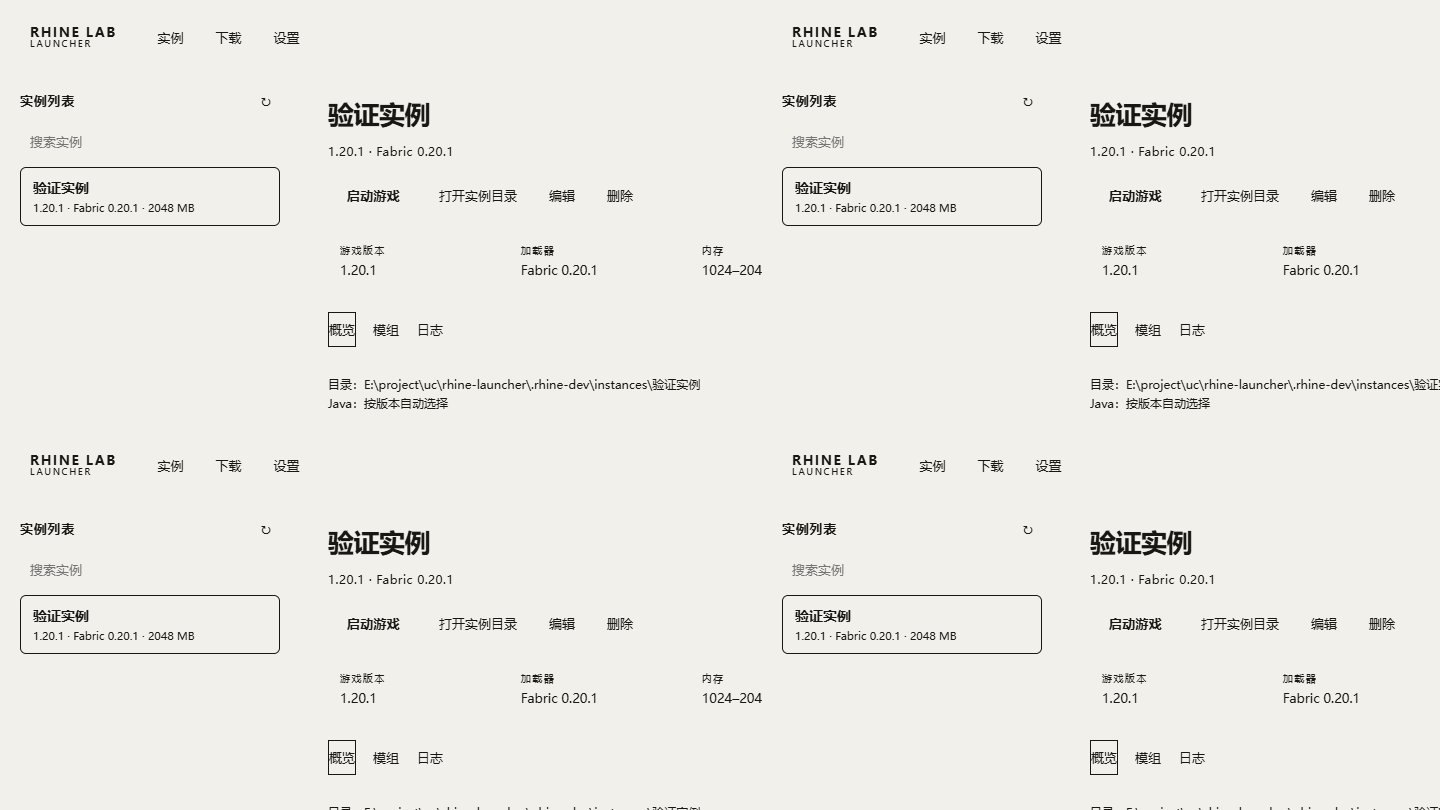 RHINE LAB
LAUNCHER
实例 下载 设置
实例列表 ↻
搜索实例
验证实例
1.20.1 · Fabric 0.20.1 · 2048 MB
验证实例
1.20.1 · Fabric 0.20.1
启动游戏 打开实例目录 编辑 删除
游戏版本 加载器 内存
1.20.1 Fabric 0.20.1 1024–204
概览 模组 日志
目录：E:\project\uc\rhine-launcher\.rhine-dev\instances\验证实例
Java：按版本自动选择
RHINE LAB
LAUNCHER
实例 下载 设置
实例列表 ↻
搜索实例
验证实例
1.20.1 · Fabric 0.20.1 · 2048 MB
验证实例
1.20.1 · Fabric 0.20.1
启动游戏 打开实例目录 编辑 删除
游戏版本 加载器
1.20.1 Fabric 0.20.1
概览 模组 日志
目录：E:\project\uc\rhine-launcher\.rhine-dev\instances\验证
Java：按版本自动选择
RHINE LAB
LAUNCHER
实例 下载 设置
实例列表 ↻
搜索实例
验证实例
1.20.1 · Fabric 0.20.1 · 2048 MB
验证实例
1.20.1 · Fabric 0.20.1
启动游戏 打开实例目录 编辑 删除
游戏版本 加载器 内存
1.20.1 Fabric 0.20.1 1024–204
概览 模组 日志
RHINE LAB
LAUNCHER
实例 下载 设置
实例列表 ↻
搜索实例
验证实例
1.20.1 · Fabric 0.20.1 · 2048 MB
验证实例
1.20.1 · Fabric 0.20.1
启动游戏 打开实例目录 编辑 删除
游戏版本 加载器
1.20.1 Fabric 0.20.1
概览 模组 日志